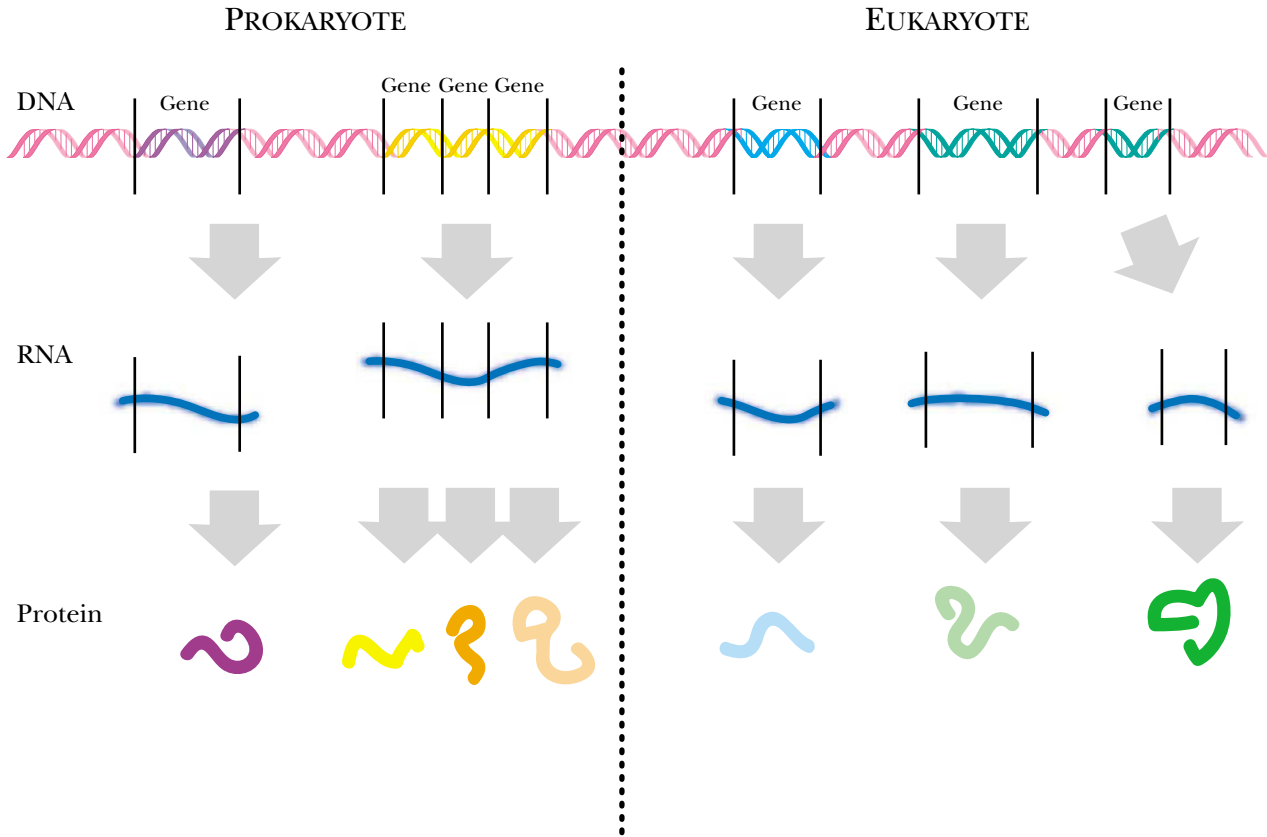 PROKARYOTE
EUKARYOTE
DNA
Gene
Gene
Gene
Gene
Gene
Gene
Gene
RNA
Protein